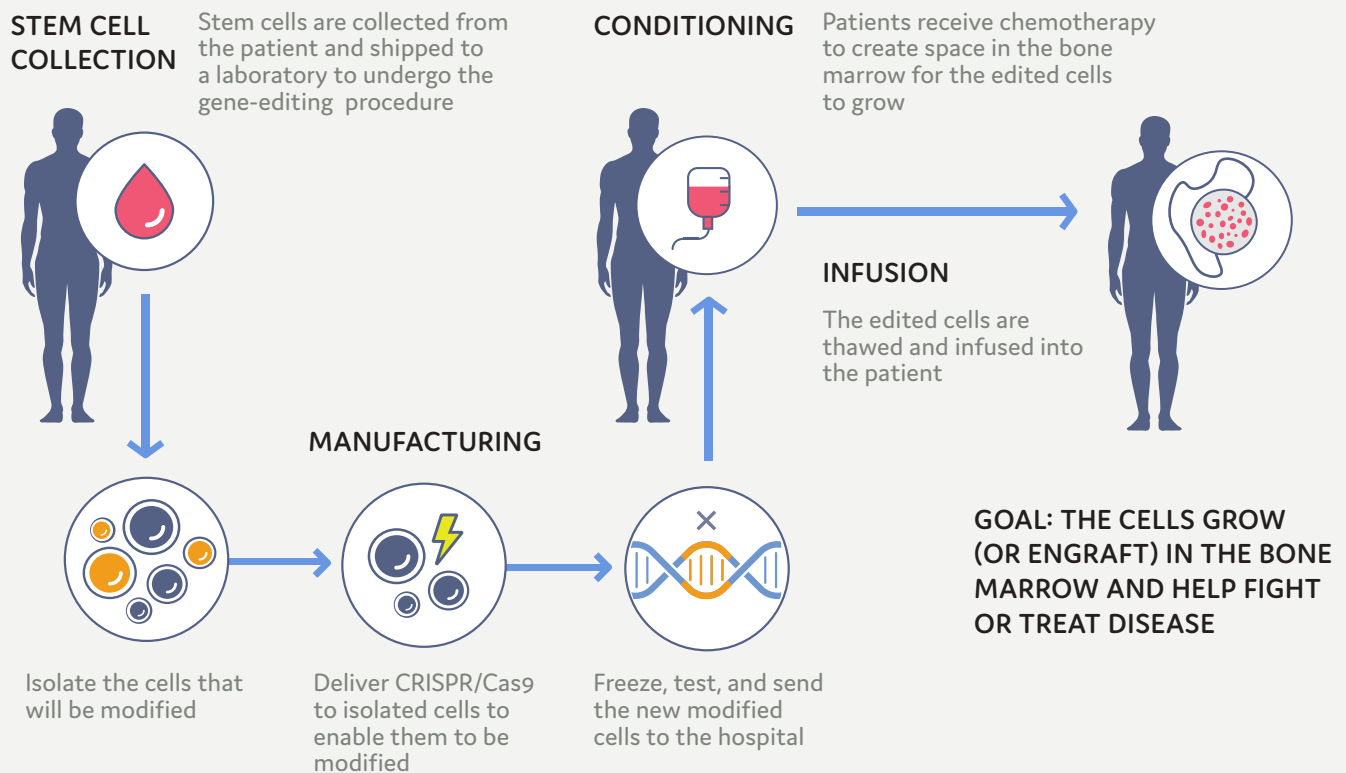 STEM CELL
COLLECTION
Stem cells are collected from
the patient and shipped to
a laboratory to undergo the
gene-editing procedure
MANUFACTURING
Isolate the cells that
will be modified
Deliver CRISPR/Cas9
to isolated cells to
enable them to be
modified
Freeze, test, and send
the new modified
cells to the hospital
CONDITIONING
Patients receive chemotherapy
to create space in the bone
marrow for the edited cells
to grow
INFUSION
The edited cells are
thawed and infused into
the patient
GOAL: THE CELLS GROW
(OR ENGRAFT) IN THE BONE
MARROW AND HELP FIGHT
OR TREAT DISEASE